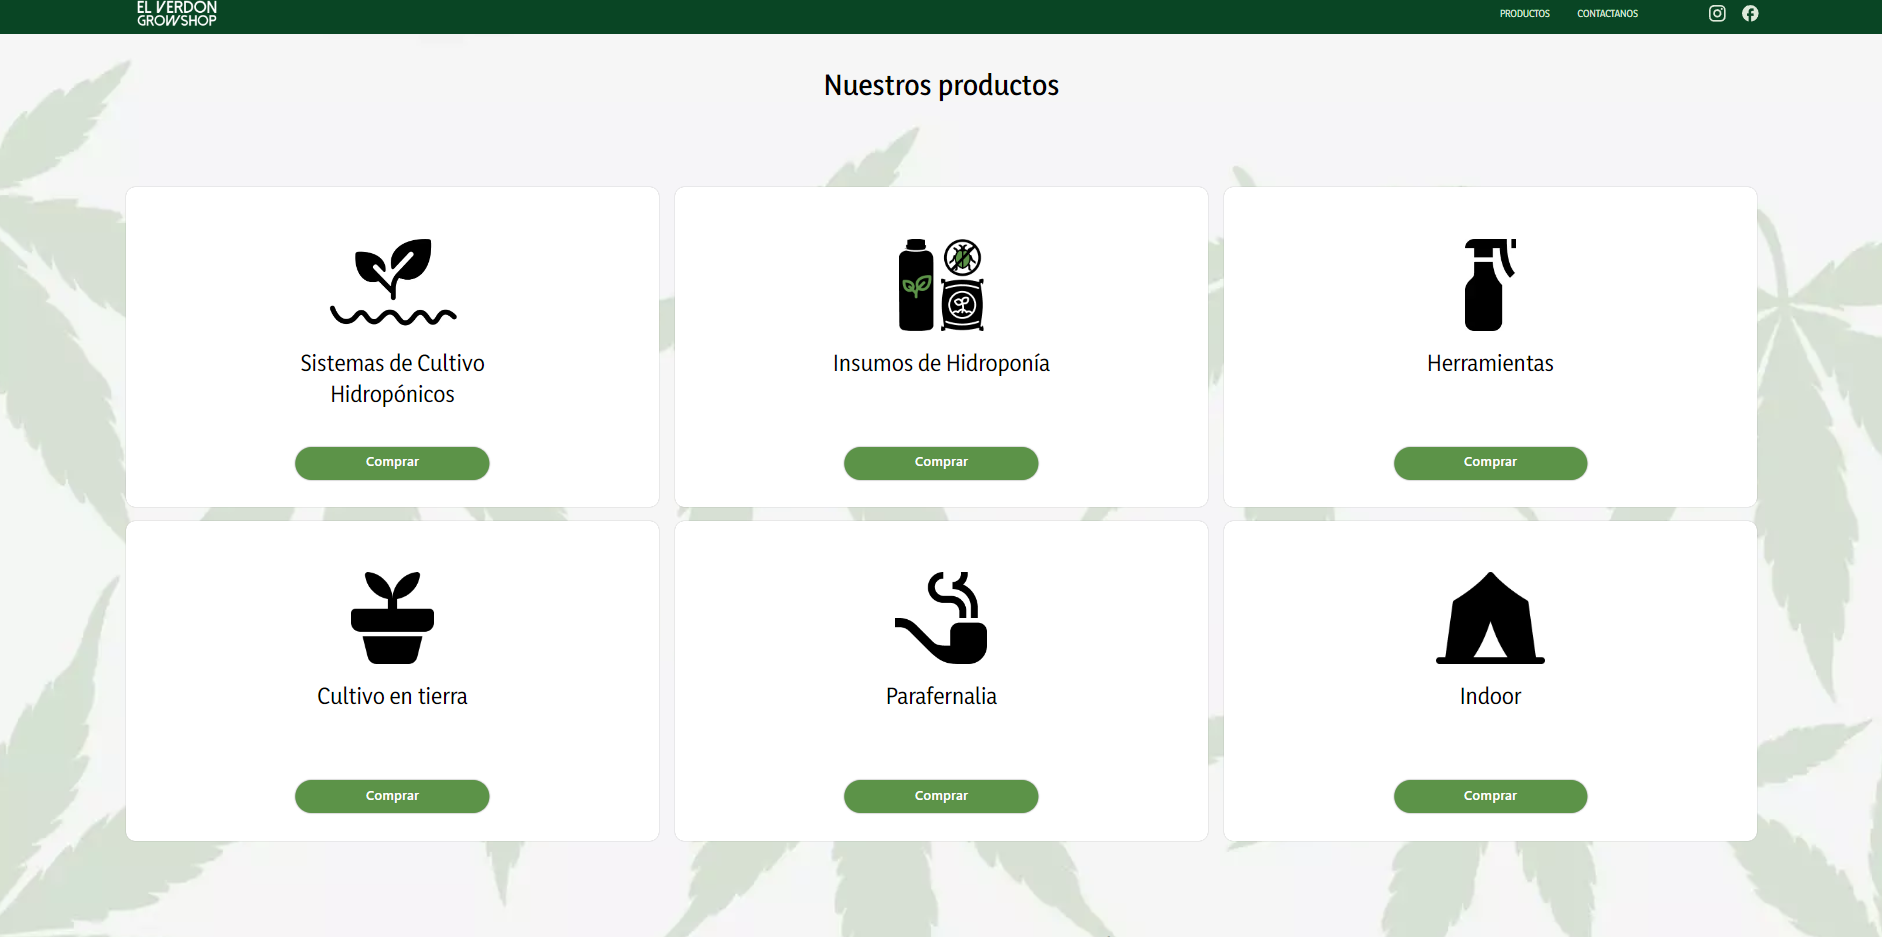 EL VERDON
GROWSHOP
PRODUCTOS
CONTACTANOS
Nuestros productos
Sistemas de Cultivo
Hidropónicos
Comprar
Insumos de Hidroponía
Comprar
Herramientas
Comprar
Cultivo en tierra
Comprar
Parafernalia
Comprar
Indoor
Comprar